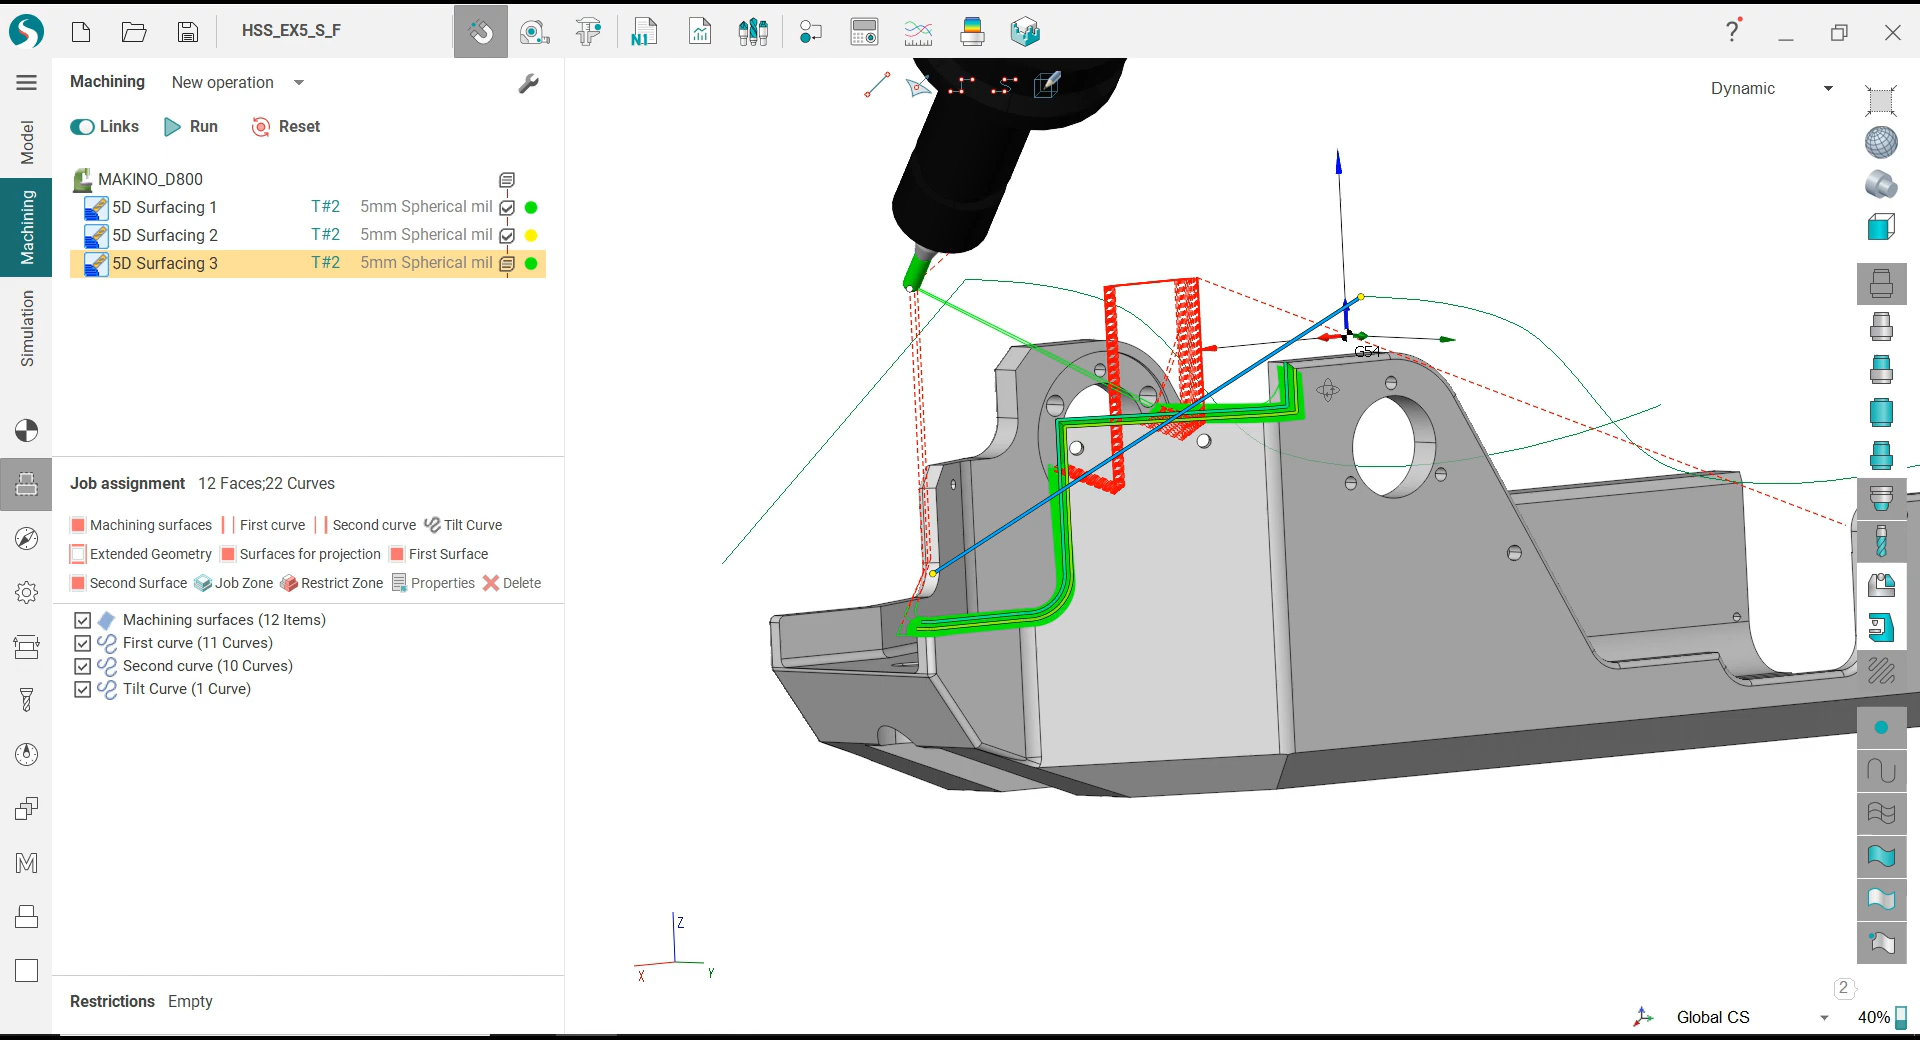 HSS_EX5_S_F
N1
?
Machining New operation
Dynamic
Links Run Reset
Model
MAKINO_D800
5D Surfacing 1 T#2 5mm Spherical mil
5D Surfacing 2 T#2 5mm Spherical mil
5D Surfacing 3 T#2 5mm Spherical mil
Machining
Simulation
G54
Job assignment 12 Faces;22 Curves
Machining surfaces First curve Second curve Tilt Curve
Extended Geometry Surfaces for projection First Surface
Second Surface Job Zone Restrict Zone Properties Delete
Machining surfaces (12 Items)
First curve (11 Curves)
Second curve (10 Curves)
Tilt Curve (1 Curve)
M
Z
X
Y
Restrictions Empty
2
Global CS 40%